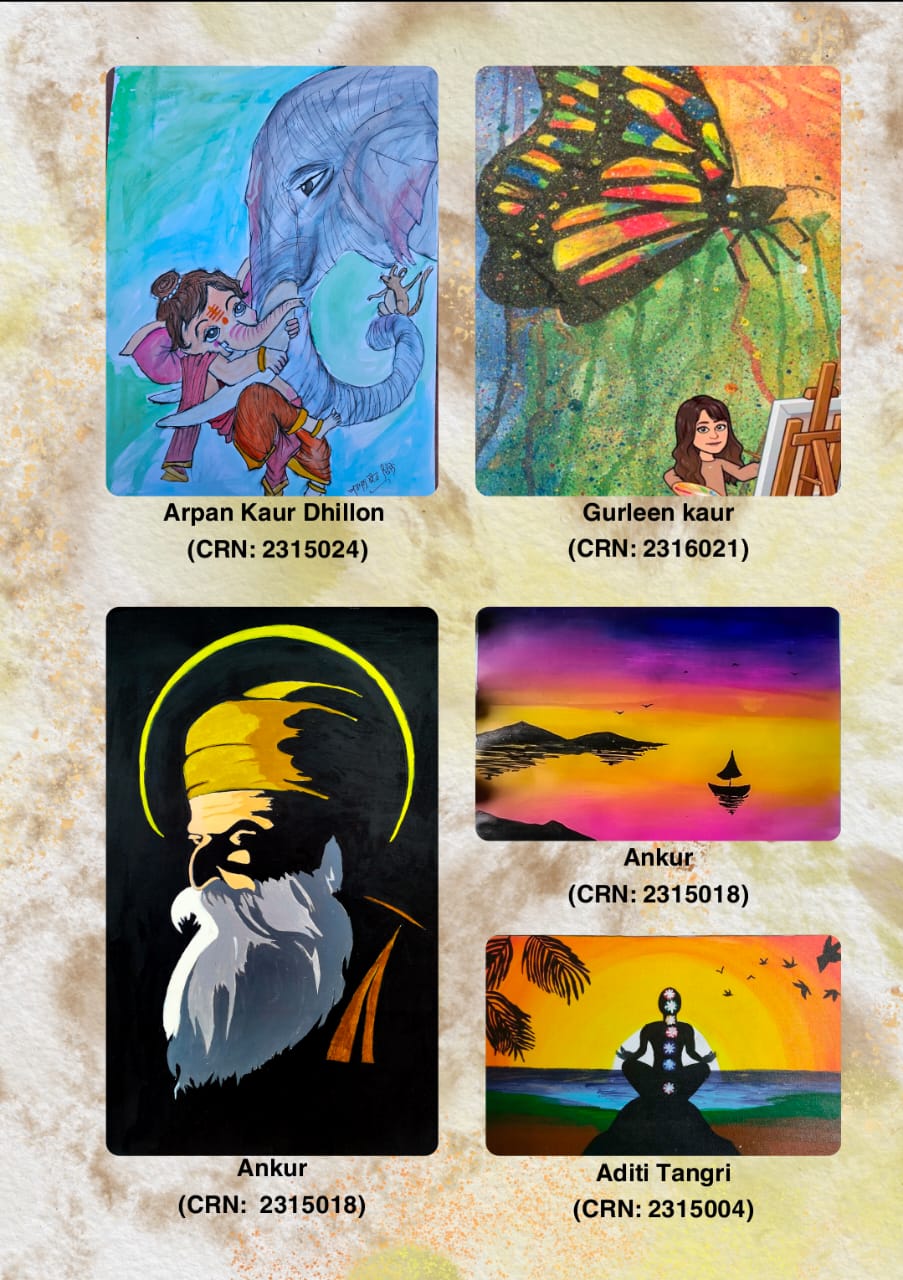 Arpan Kaur Dhillon
(CRN: 2315024)
Gurleen kaur
(CRN: 2316021)
Ankur
(CRN: 2315018)
Ankur
(CRN:  2315018)
Aditi Tangri
(CRN: 2315004)